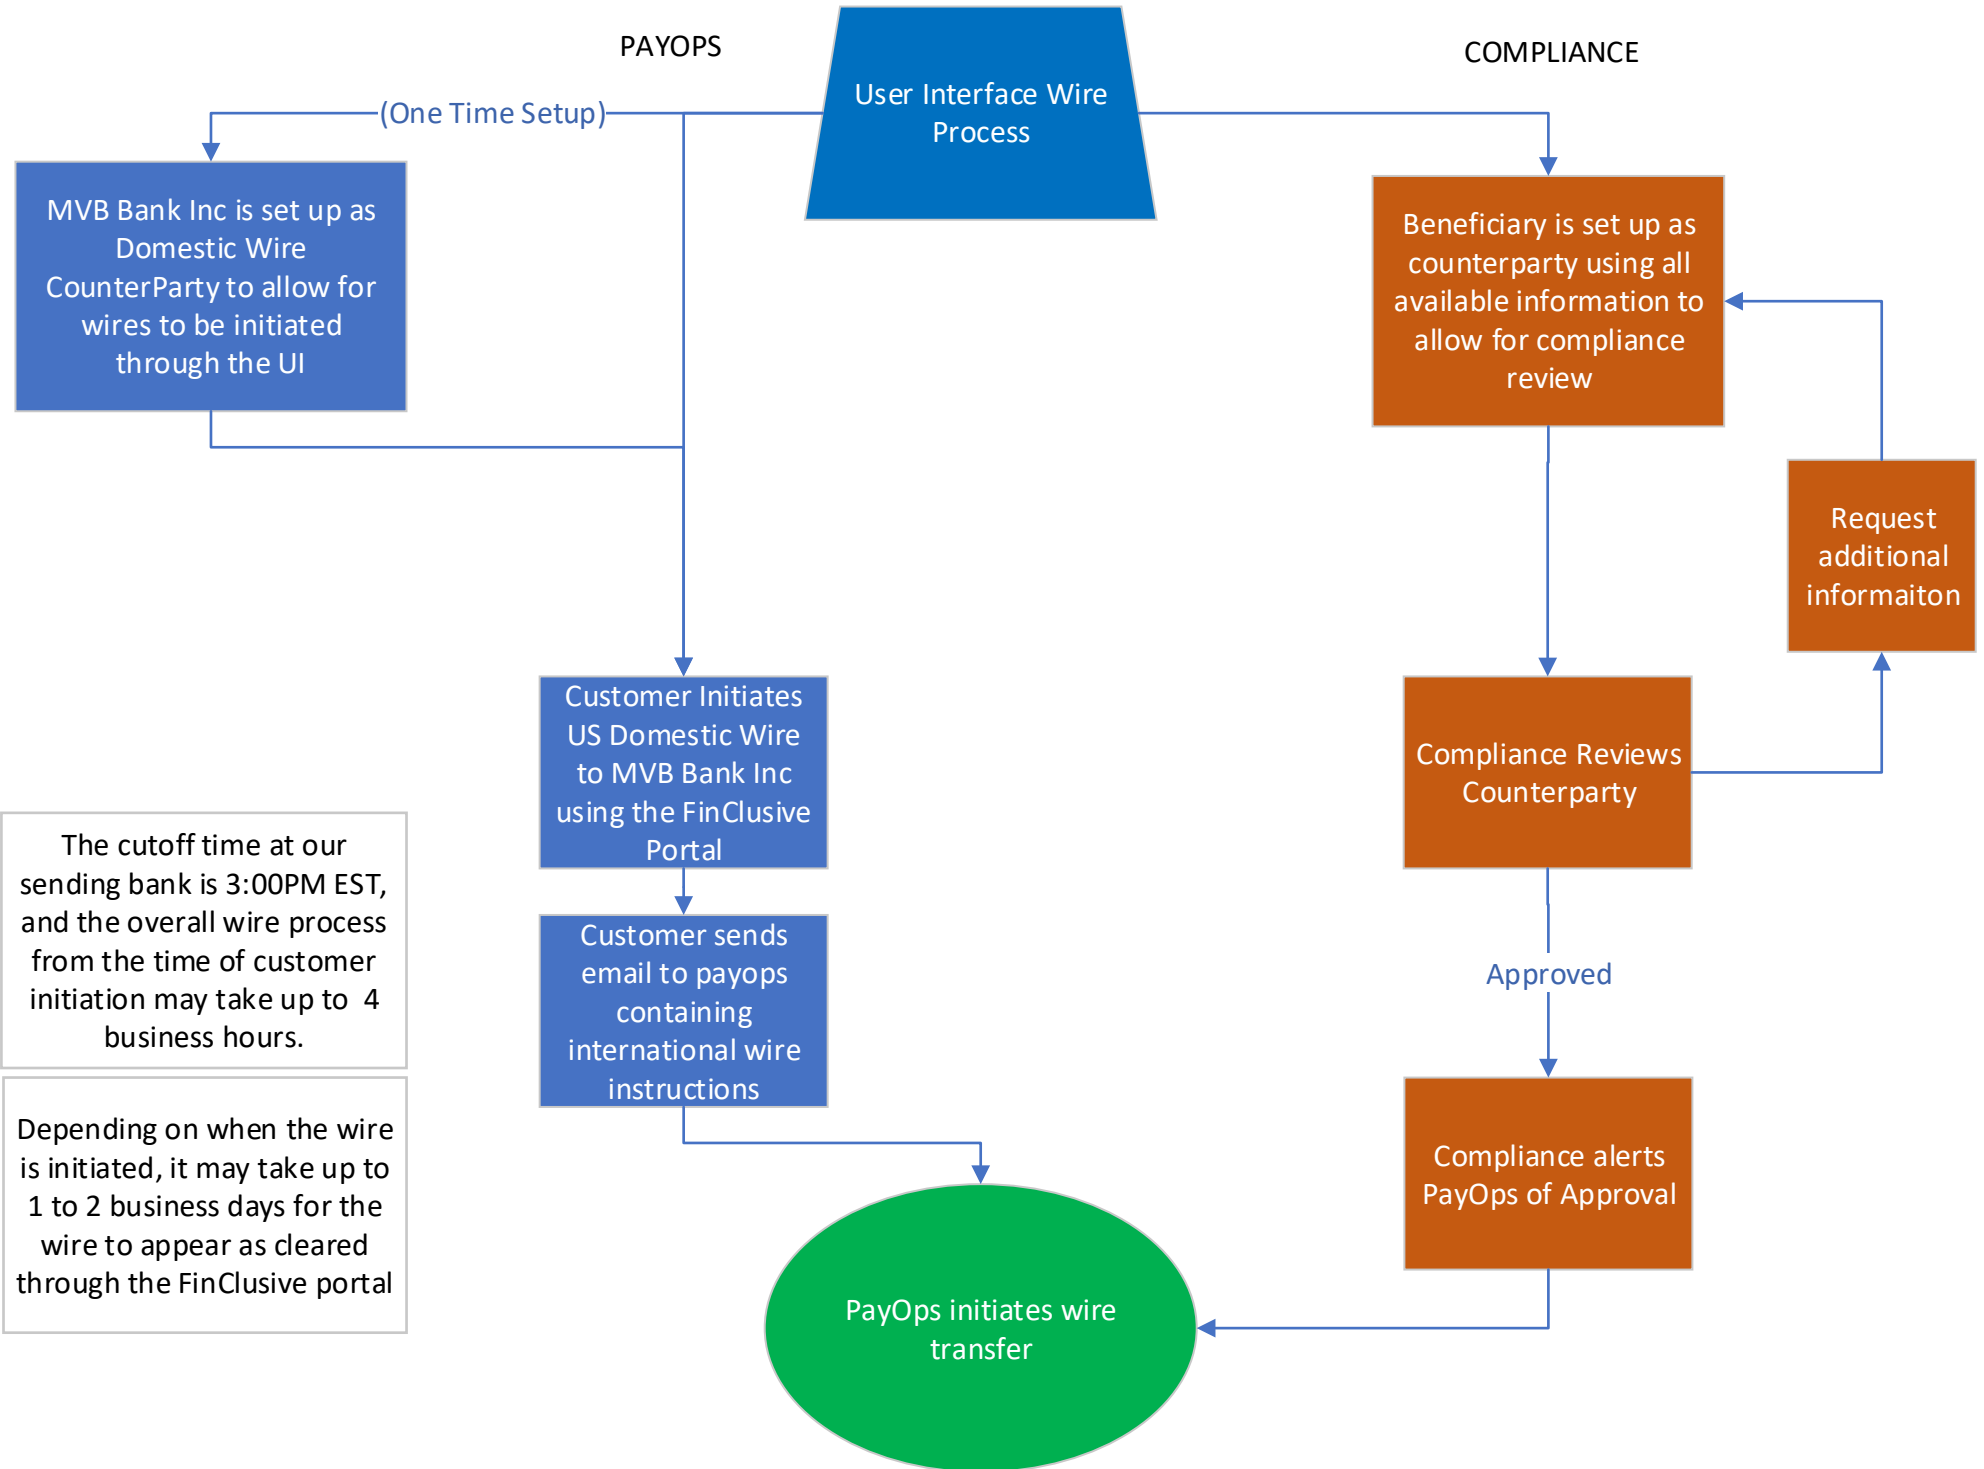 PAYOPS
COMPLIANCE
User Interface Wire
Process
(One Time Setup)
MVB Bank Inc is set up as
Domestic Wire
CounterParty to allow for
wires to be initiated
through the UI
Beneficiary is set up as
counterparty using all
available information to
allow for compliance
review
Request
additional
informaiton
Customer Initiates
US Domestic Wire
to MVB Bank Inc
using the FinClusive
Portal
Compliance Reviews
Counterparty
The cutoff time at our
sending bank is 3:00PM EST,
and the overall wire process
from the time of customer
initiation may take up to  4
business hours.
Customer sends
email to payops
containing
international wire
instructions
Approved
Depending on when the wire
is initiated, it may take up to
1 to 2 business days for the
wire to appear as cleared
through the FinClusive portal
Compliance alerts
PayOps of Approval
PayOps initiates wire
transfer